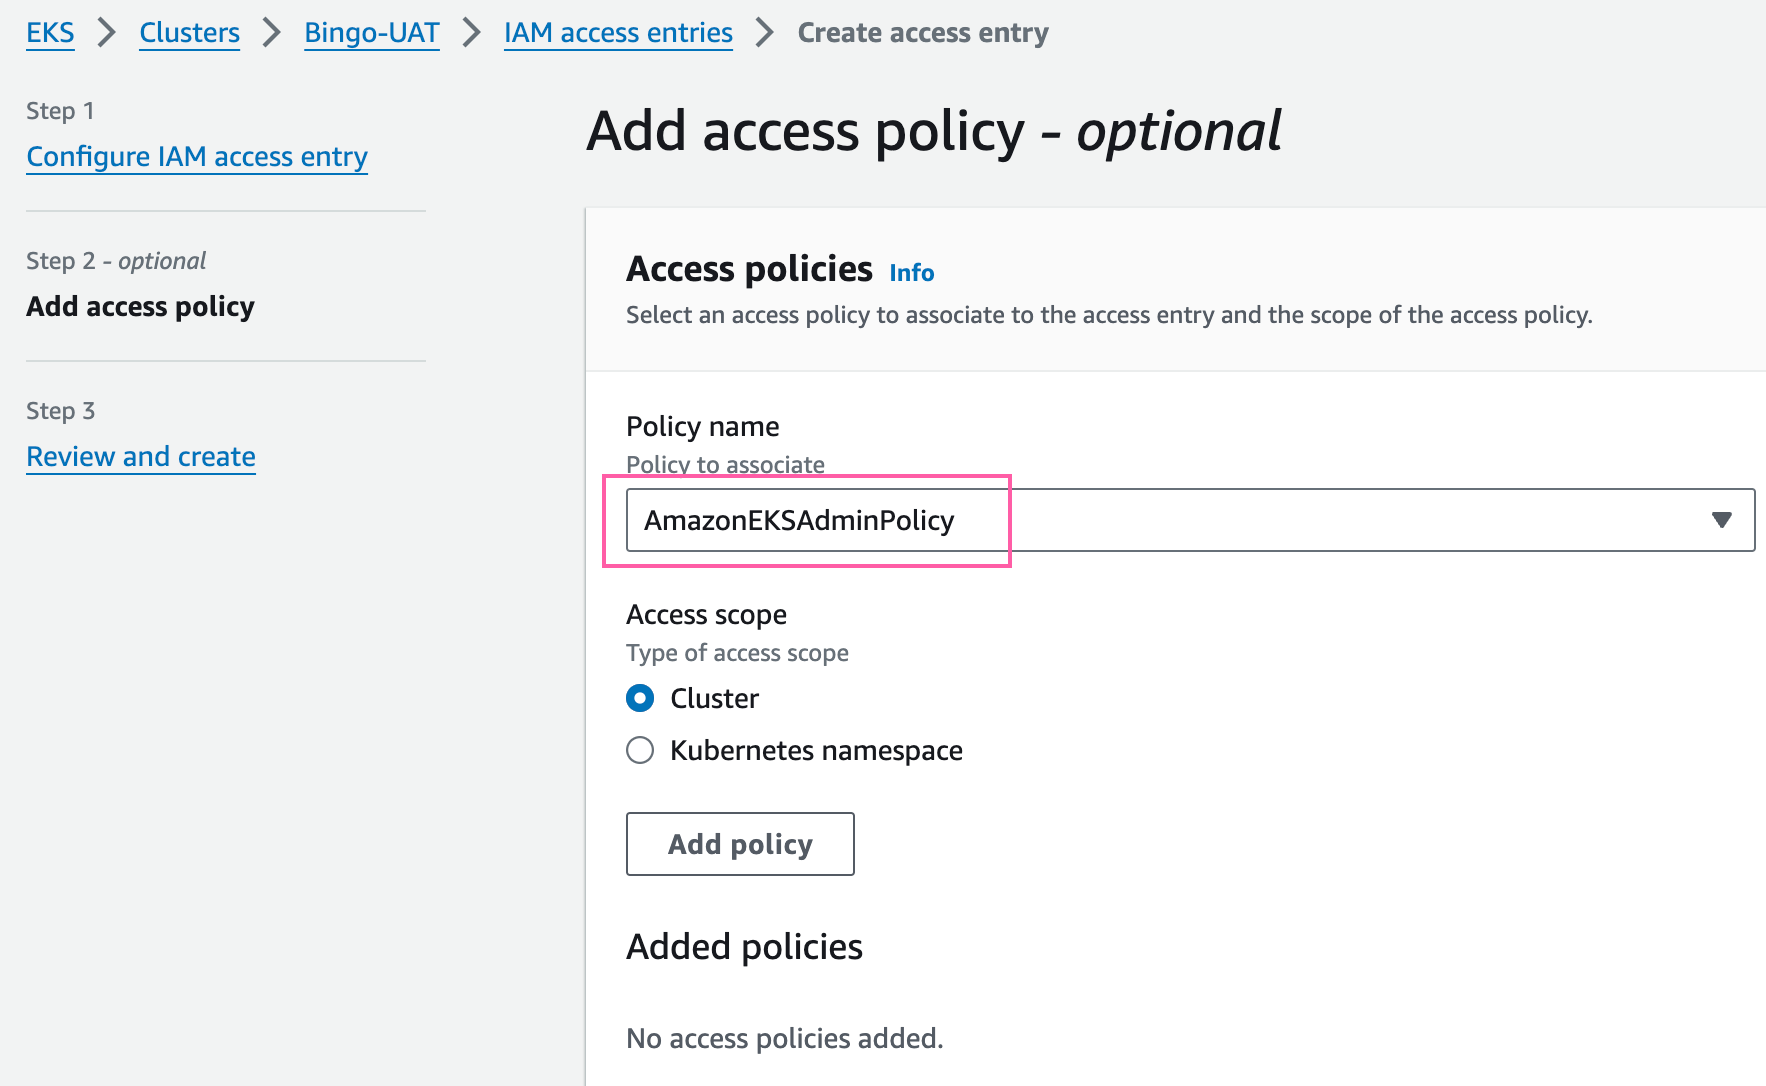 EKS > Clusters > Bingo-UAT > IAM access entries > Create access entry
Step 1
Configure IAM access entry
Step 2 - optional
Add access policy
Step 3
Review and create
Add access policy - optional
Access policies Info
Select an access policy to associate to the access entry and the scope of the access policy.
Policy name
Policy to associate
AmazonEKSAdminPolicy
Access scope
Type of access scope
Cluster
Kubernetes namespace
Add policy
Added policies
No access policies added.